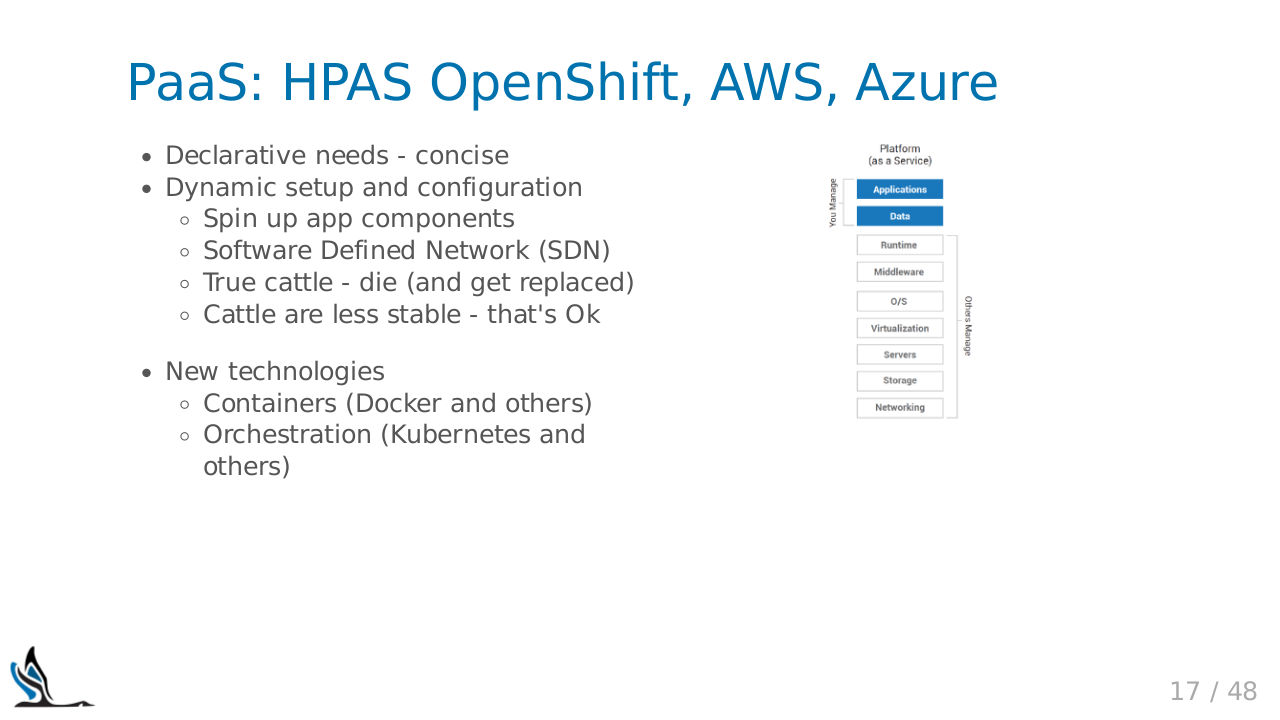 PaaS: HPAS OpenShift, AWS, Azure
Declarative needs - concise
Dynamic setup and configuration
Spin up app components
Software Defined Network (SDN)
True cattle - die (and get replaced)
Cattle are less stable - that's Ok
New technologies
Containers (Docker and others)
Orchestration (Kubernetes and
others)
Platform
(as a Service)
You Manage
Applications
Data
Runtime
Middleware
O/S
Virtualization
Servers
Storage
Networking
Others Manage
17 / 48